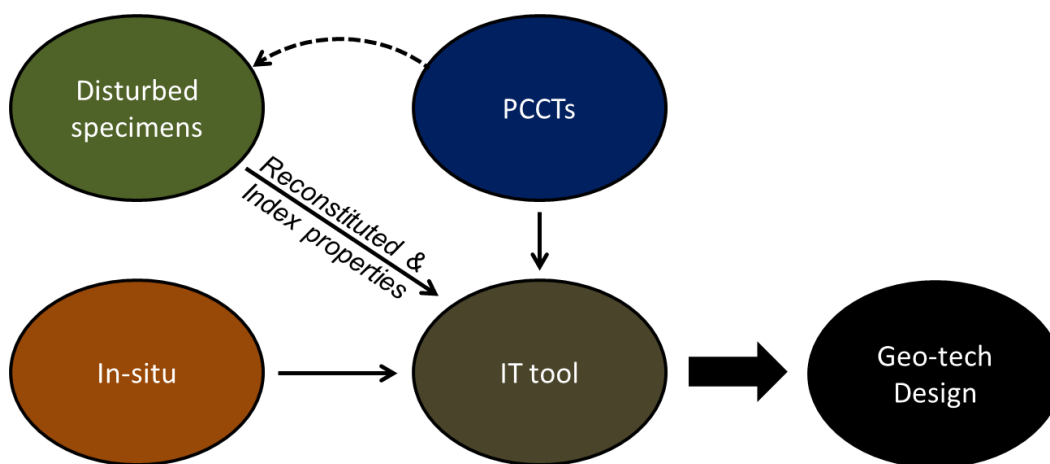 Disturbed
specimens
PCCTs
Reconstituted &
Index properties
In-situ
IT tool
Geo-tech
Design